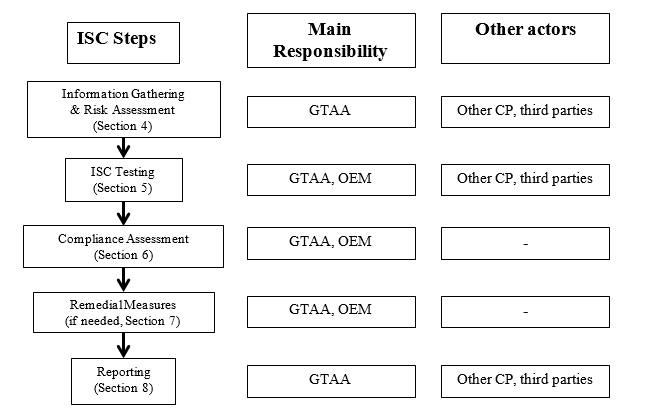 ISC Steps
Main
Responsibility
Other actors
Information Gathering
& Risk Assessment
(Section 4)
GTAA
Other CP, third parties
ISC Testing
(Section 5)
GTAA, OEM
Other CP, third parties
Compliance Assessment
(Section 6)
GTAA, OEM
-
Remedial Measures
(if needed, Section 7)
GTAA, OEM
-
Reporting
(Section 8)
GTAA
Other CP, third parties